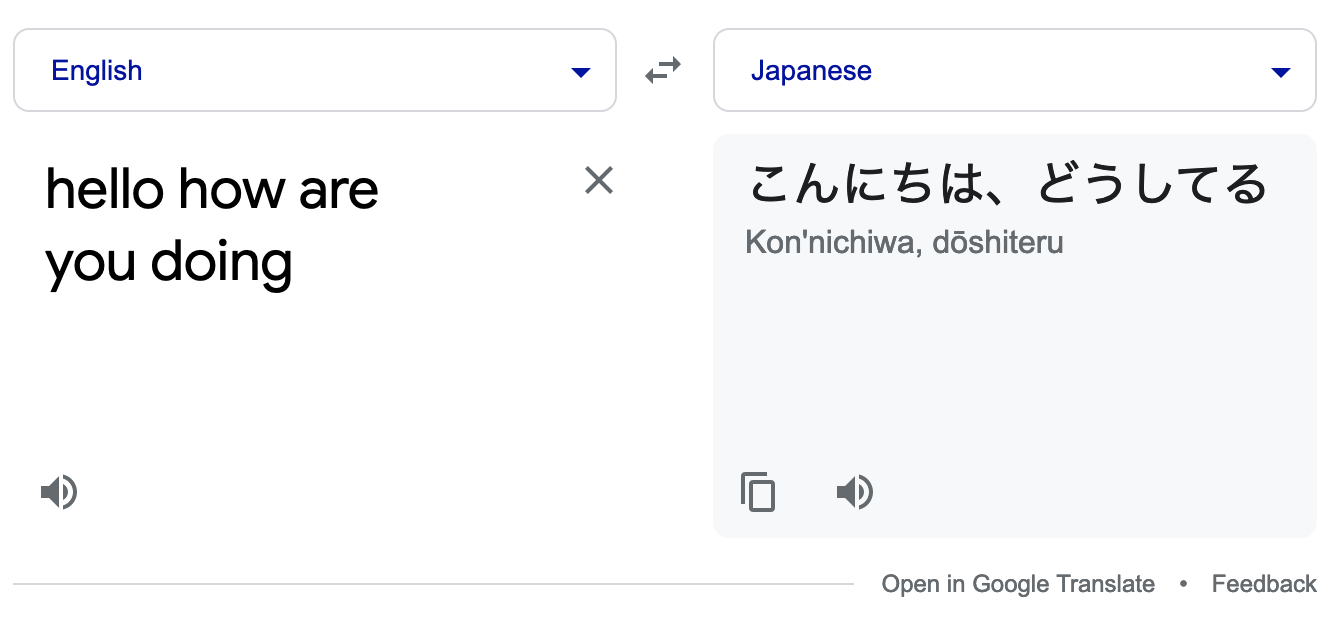 English
Japanese
hello how are
you doing
こんにちは、どうしてる
Kon'nichiwa, dōshiteru
Open in Google Translate • Feedback